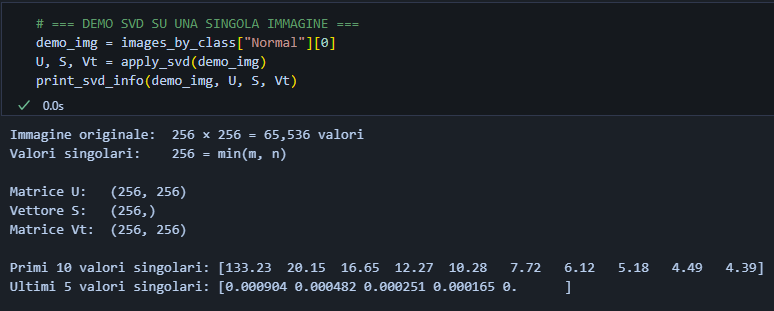 # === DEMO SVD SU UNA SINGOLA IMMAGINE ===
demo_img = images_by_class["Normal"][0]
U, S, Vt = apply_svd(demo_img)
print_svd_info(demo_img, U, S, Vt)
✓ 0.0s
Immagine originale:  256 × 256 = 65,536 valori
Valori singolari:    256 = min(m, n)
Matrice U:   (256, 256)
Vettore S:   (256,)
Matrice Vt:  (256, 256)
Primi 10 valori singolari: [133.23  20.15  16.65  12.27  10.28   7.72   6.12   5.18   4.49   4.39]
Ultimi 5 valori singolari: [0.000904 0.000482 0.000251 0.000165 0.      ]